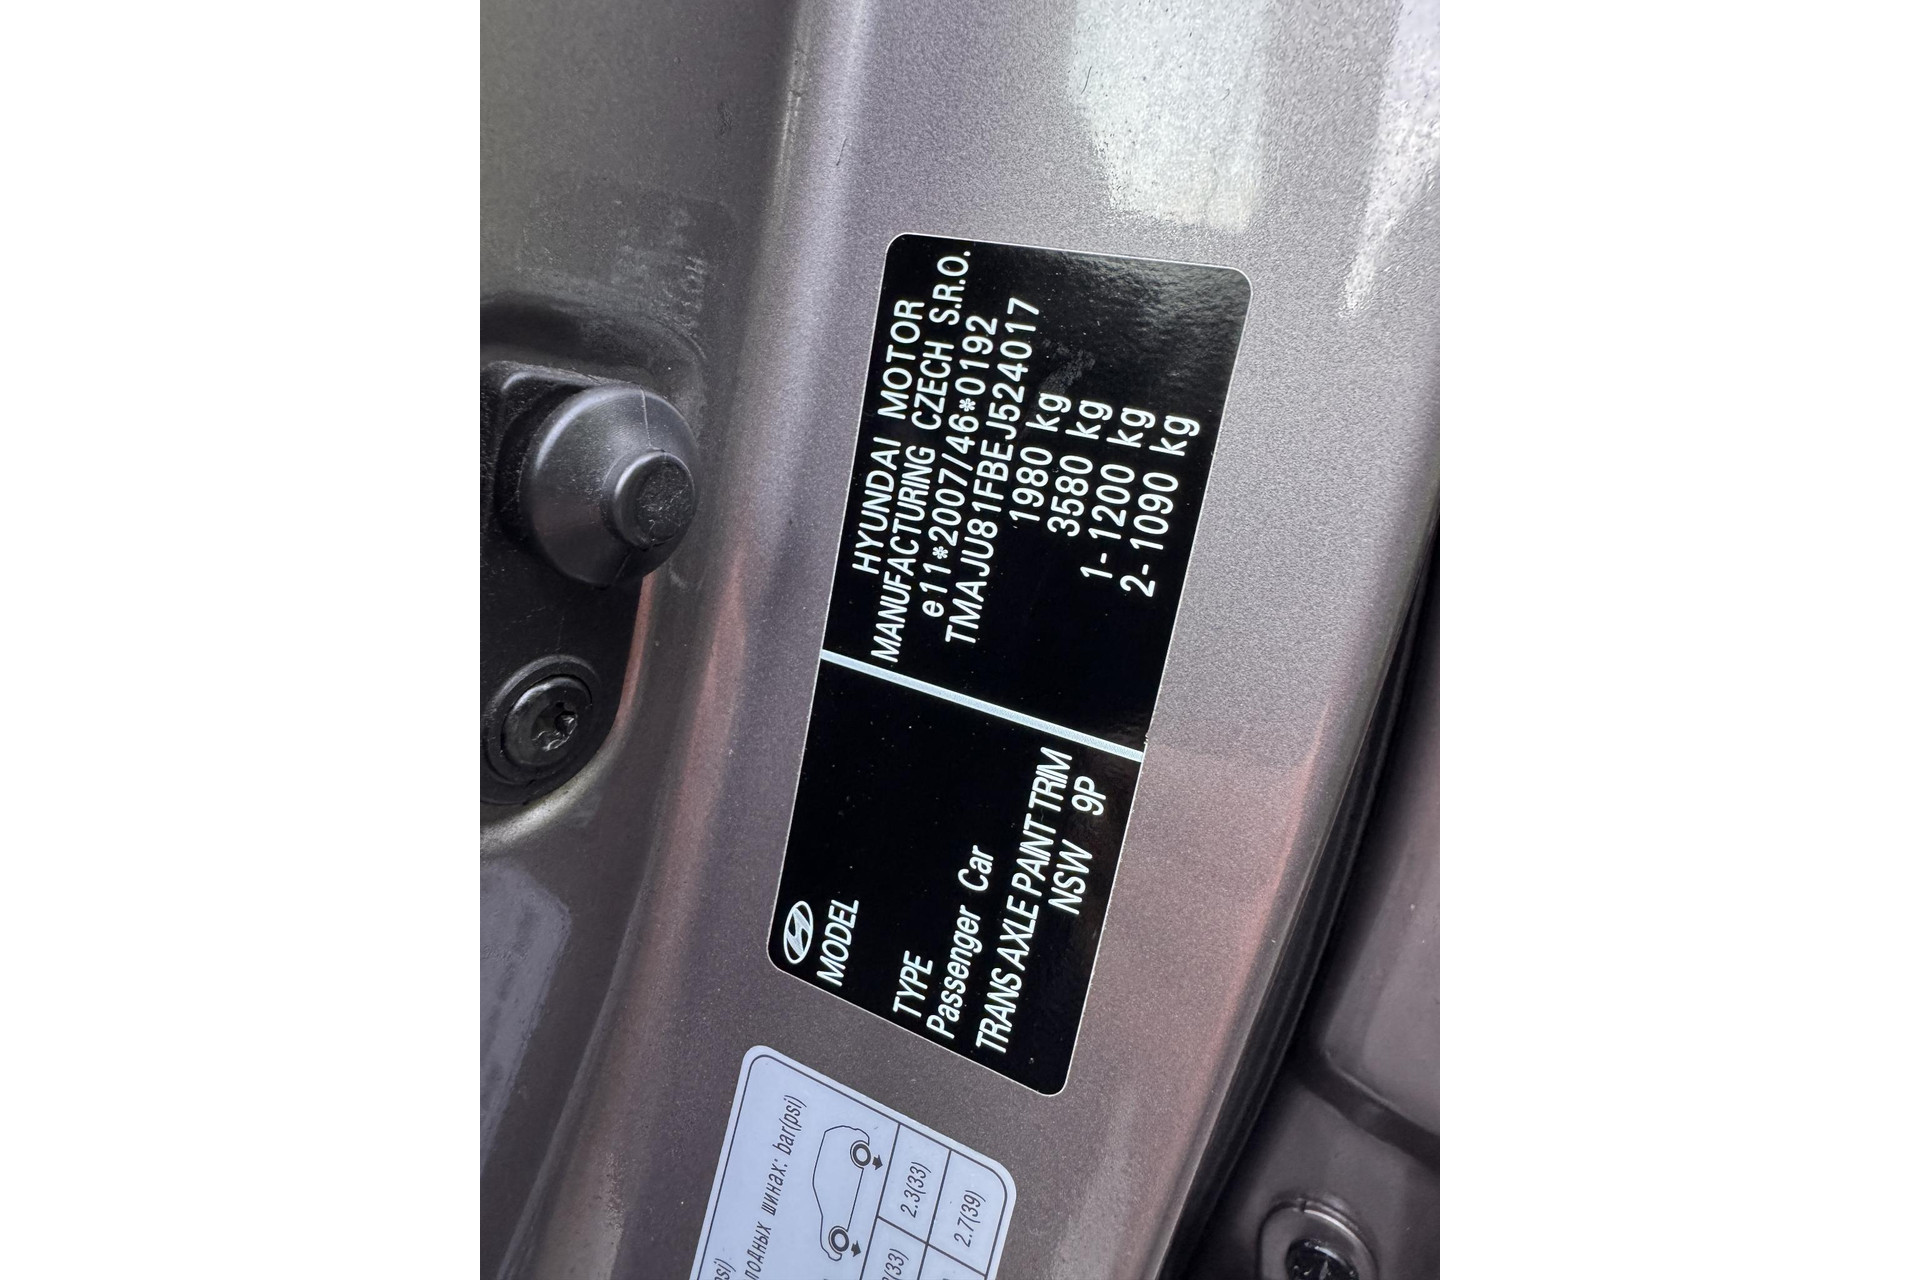 HYUNDAI MOTOR
MANUFACTURING CZECH S.R.O.
e11*2007/46*0192
TMAJU81FBEJ524017
1980 kg
3580 kg
1- 1200 kg
2- 1090 kg
MODEL
TYPE
Passenger Car
TRANS AXLE PAINT TRIM
NSW 9P
шинах: bar(psi)
2.3(33)
2.7(39)